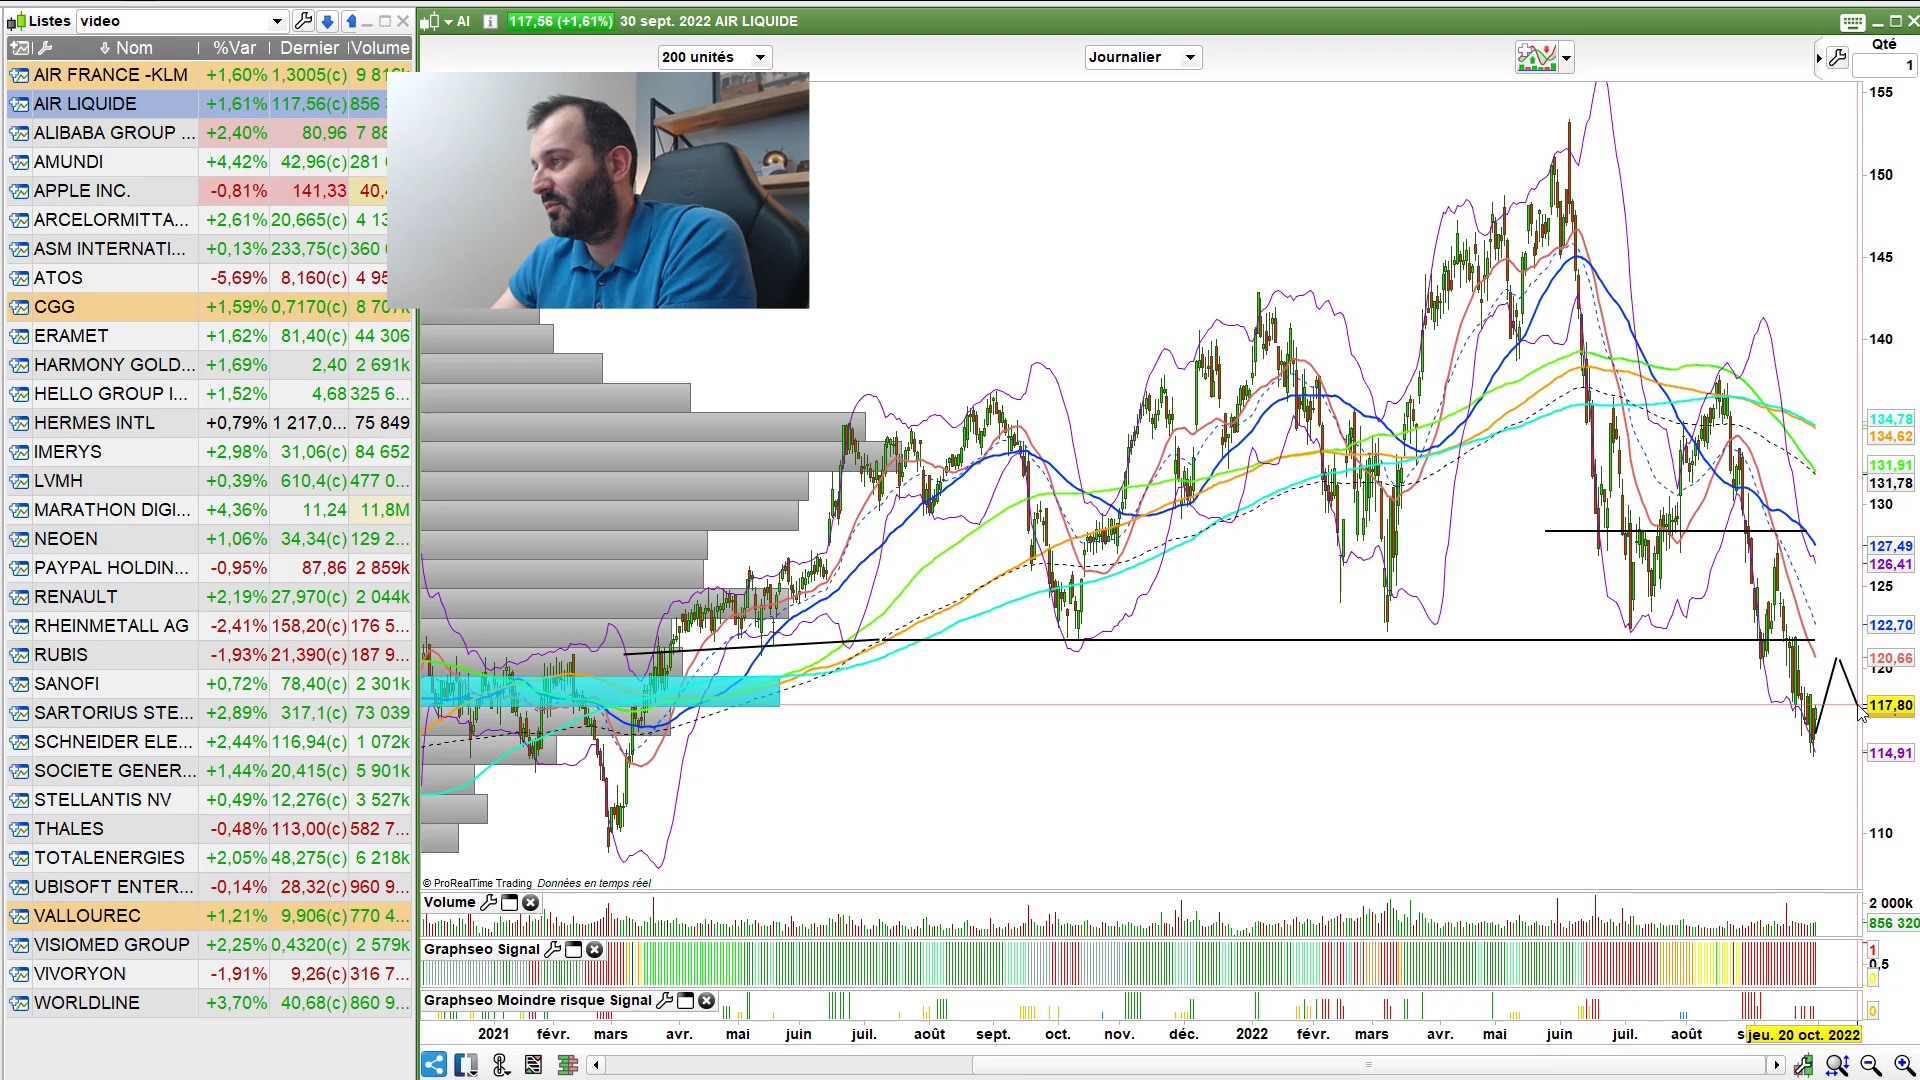 Listes video
AI 117,56 (+1,61%) 30 sept. 2022 AIR LIQUIDE
Nom %Var Dernier Volume
200 unités Journalier Qté
1
AIR FRANCE -KLM +1,60% 1,3005(c)
AIR LIQUIDE +1,61% 117,56(c) 856
ALIBABA GROUP ... +2,40% 80,96
AMUNDI +4,42% 42,96(c) 281
APPLE INC. -0,81% 141,33
ARCELORMITTA... +2,61% 20,665(c)
ASM INTERNATI... +0,13% 233,75(c) 360
ATOS -5,69% 8,160(c)
CGG +1,59% 0,7170(c)
ERAMET +1,62% 81,40(c) 44 306
HARMONY GOLD... +1,69% 2,40 2 691k
HELLO GROUP I... +1,52% 4,68 325 6...
HERMES INTL +0,79% 1 217,0... 75 849
IMERYS +2,98% 31,06(c) 84 652
LVMH +0,39% 610,4(c) 477 0...
MARATHON DIGI... +4,36% 11,24 11,8M
NEOEN +1,06% 34,34(c) 129 2...
PAYPAL HOLDIN... -0,95% 87,86 2 859k
RENAULT +2,19% 27,970(c) 2 044k
RHEINMETALL AG -2,41% 158,20(c) 176 5...
RUBIS -1,93% 21,390(c) 187 9...
SANOFI +0,72% 78,40(c) 2 301k
SARTORIUS STE... +2,89% 317,1(c) 73 039
SCHNEIDER ELE... +2,44% 116,94(c) 1 072k
SOCIETE GENER... +1,44% 20,415(c) 5 901k
STELLANTIS NV +0,49% 12,276(c) 3 527k
THALES -0,48% 113,00(c) 582 7...
TOTALENERGIES +2,05% 48,275(c) 6 218k
UBISOFT ENTER... -0,14% 28,32(c) 960 9...
VALLOUREC +1,21% 9,906(c) 770 4...
VISIOMED GROUP +2,25% 0,4320(c) 2 579k
VIVORYON -1,91% 9,26(c) 316 7...
WORLDLINE +3,70% 40,68(c) 860 9...
155
150
145
140
134,78
134,62
131,91
131,78
130
127,49
126,41
125
122,70
120,66
120
117,80
114,91
110
© ProRealTime Trading Données en temps réel
Volume
2 000k
856 320
Graphseo Signal
1
0,5
0
Graphseo Moindre risque Signal
0
2021 févr. mars avr. mai juin juil. août sept. oct. nov. déc. 2022 févr. mars avr. mai juin juil. août s jeu. 20 oct. 2022